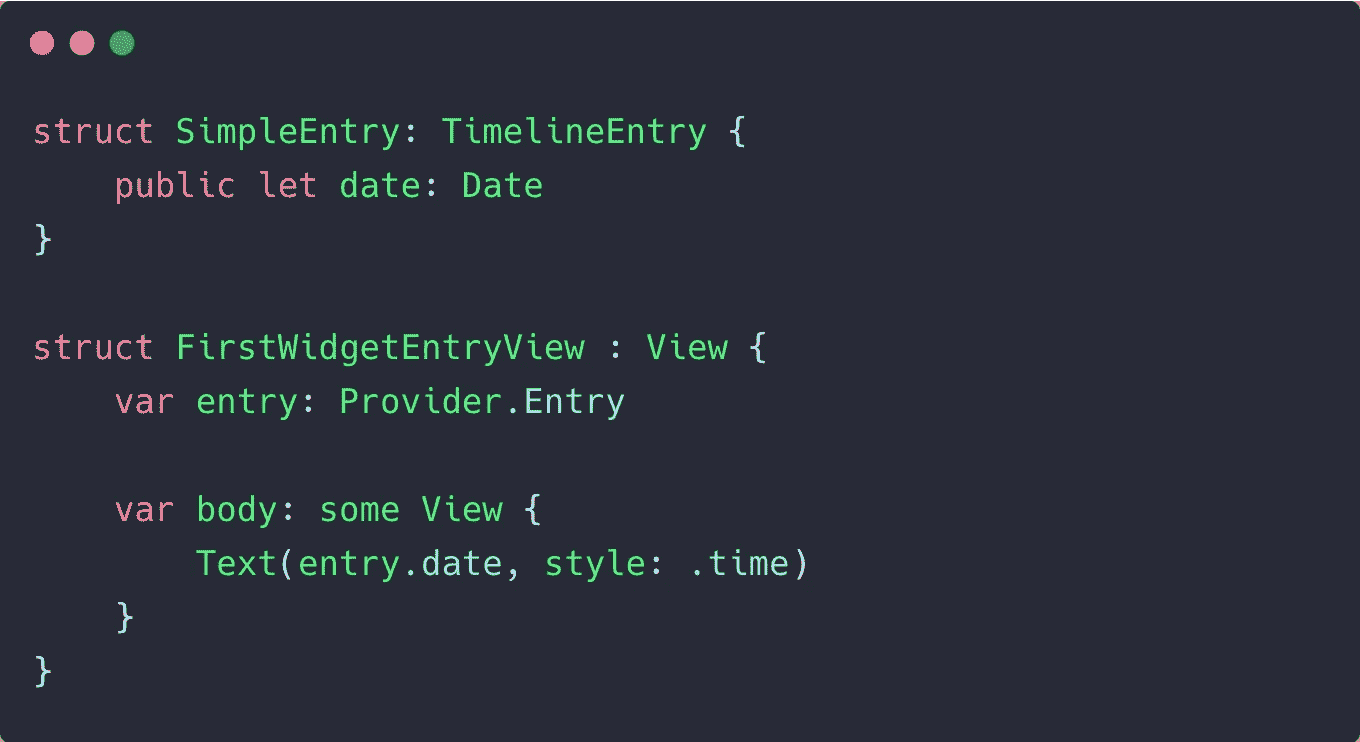 struct SimpleEntry: TimelineEntry {
    public let date: Date
}

struct FirstWidgetEntryView : View {
    var entry: Provider.Entry

    var body: some View {
        Text(entry.date, style: .time)
    }
}